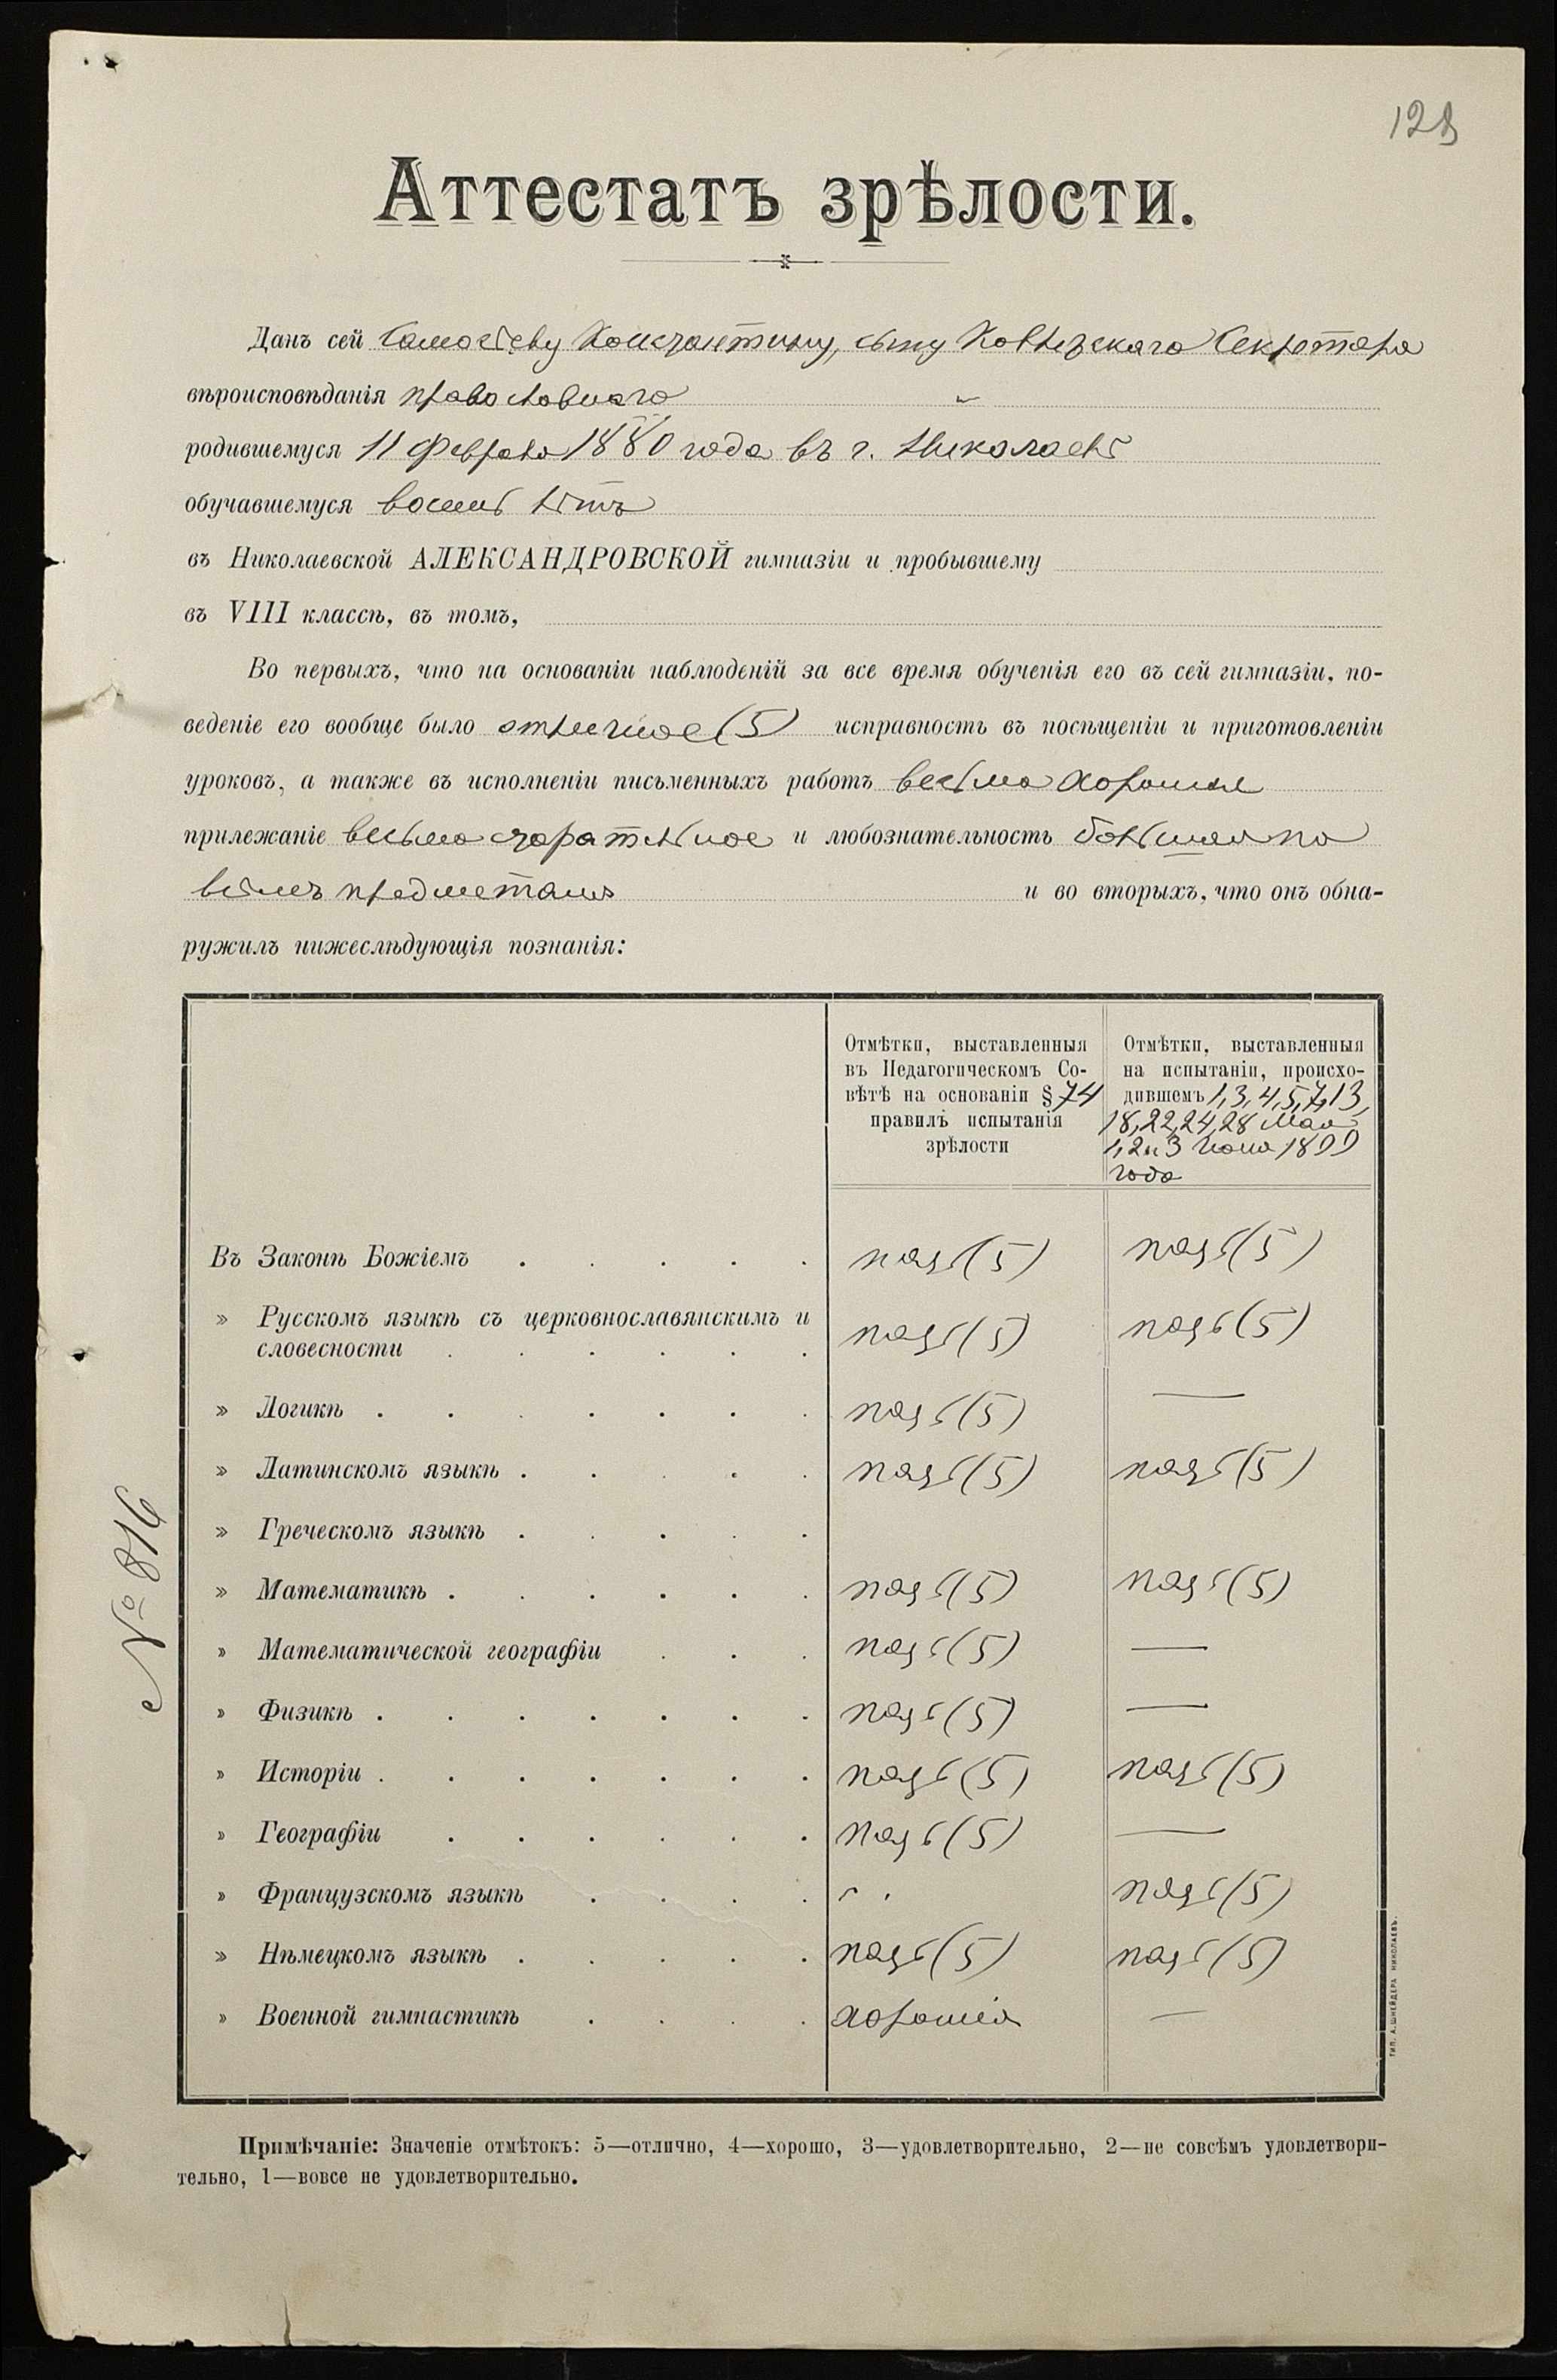 128
Аттестатъ зрѣлости.
Данъ сей Константину, сыну Коллежскаго Секретаря
вѣроисповѣданія православнаго
родившемуся 11 Февраля 1880 года въ г. Николаевѣ
обучавшемуся восемь лѣтъ
въ Николаевской АЛЕКСАНДРОВСКОЙ гимназіи и пробывшему
въ VIII классѣ, въ томъ,
Во первыхъ, что на основаніи наблюденій за все время обученія его въ сей гимназіи, по-
веденіе его вообще было отличное (5) исправность въ посѣщеніи и приготовленіи
уроковъ, а также въ исполненіи письменныхъ работъ весьма хорошая
прилежаніе весьма старательное и любознательность большая по
всѣмъ предметамъ и во вторыхъ, что онъ обна-
ружилъ нижеслѣдующія познанія:
Отмѣтки, выставленныя
въ Педагогическомъ Со-
вѣтѣ на основаніи § 74
правилъ испытанія
зрѣлости
Отмѣтки, выставленныя
на испытаніи, происхо-
дившемъ 1, 3, 4, 5, 7, 13,
18, 22, 24, 28 Мая
1, 2 и 3 Іюня 1899
года
Въ Законѣ Божіемъ . . . . . пять (5) пять (5)
» Русскомъ языкѣ съ церковнославянскимъ и
словесности . . . . . . пять (5) пять (5)
» Логикѣ . . . . . . . пять (5) —
» Латинскомъ языкѣ . . . . . пять (5) пять (5)
» Греческомъ языкѣ . . . . .
» Математикѣ . . . . . . пять (5) пять (5)
» Математической географіи . . . пять (5) —
» Физикѣ . . . . . . . пять (5) —
» Исторіи . . . . . . . пять (5) пять (5)
» Географіи . . . . . . пять (5) —
» Французскомъ языкѣ . . . . пять (5)
» Нѣмецкомъ языкѣ . . . . . пять (5) пять (5)
» Военной гимнастикѣ . . . . хорошія —
№ 816
ТИП. А. ШНЕЙДЕРА НИКОЛАЕВЪ.
Примѣчаніе: Значеніе отмѣтокъ: 5—отлично, 4—хорошо, 3—удовлетворительно, 2—не совсѣмъ удовлетвори-
тельно, 1—вовсе не удовлетворительно.